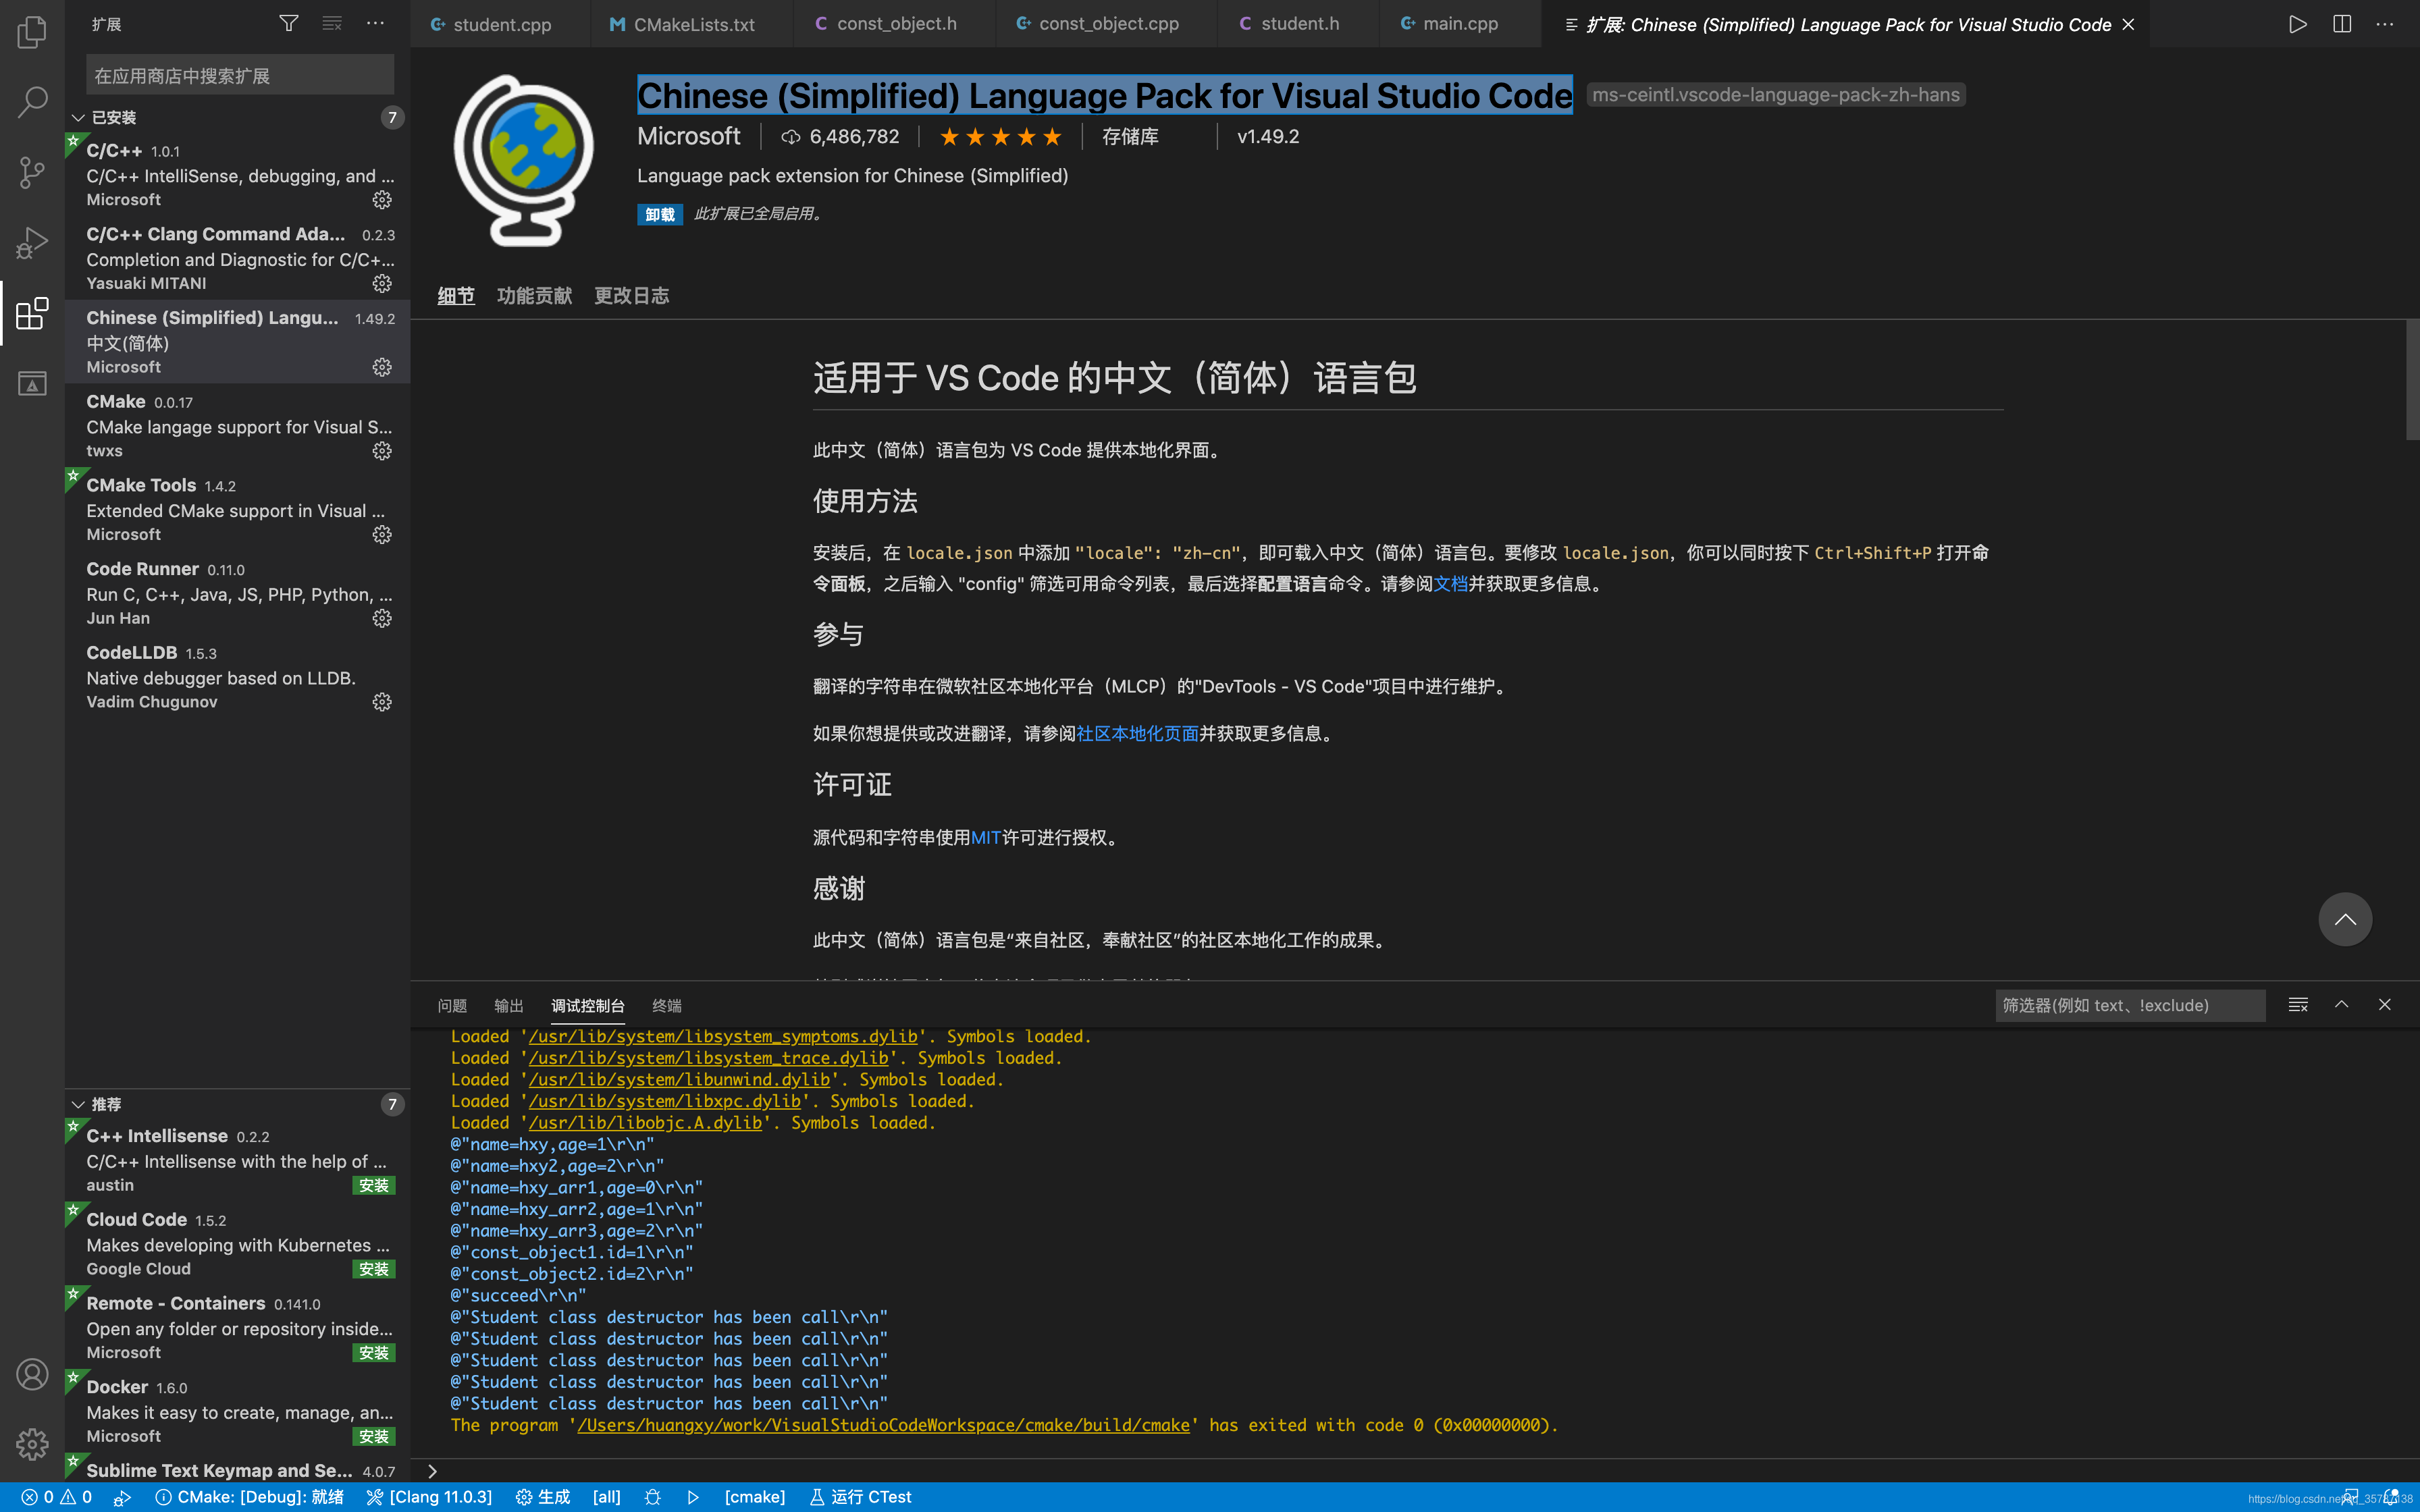 扩展
在应用商店中搜索扩展
已安装
7
C/C++ 1.0.1
C/C++ IntelliSense, debugging, and ...
Microsoft
C/C++ Clang Command Ada... 0.2.3
Completion and Diagnostic for C/C+...
Yasuaki MITANI
Chinese (Simplified) Langu... 1.49.2
中文(简体)
Microsoft
CMake 0.0.17
CMake langage support for Visual S...
twxs
CMake Tools 1.4.2
Extended CMake support in Visual ...
Microsoft
Code Runner 0.11.0
Run C, C++, Java, JS, PHP, Python, ...
Jun Han
CodeLLDB 1.5.3
Native debugger based on LLDB.
Vadim Chugunov
推荐
7
C++ Intellisense 0.2.2
C/C++ Intellisense with the help of ...
austin 安装
Cloud Code 1.5.2
Makes developing with Kubernetes ...
Google Cloud 安装
Remote - Containers 0.141.0
Open any folder or repository inside...
Microsoft 安装
Docker 1.6.0
Makes it easy to create, manage, an...
Microsoft 安装
Sublime Text Keymap and Se... 4.0.7
student.cpp
M CMakeLists.txt
C const_object.h
const_object.cpp
C student.h
main.cpp
扩展: Chinese (Simplified) Language Pack for Visual Studio Code
Chinese (Simplified) Language Pack for Visual Studio Code ms-ceintl.vscode-language-pack-zh-hans
Microsoft 6,486,782 ★★★★★ 存储库 v1.49.2
Language pack extension for Chinese (Simplified)
卸载 此扩展已全局启用。
细节 功能贡献 更改日志
适用于 VS Code 的中文（简体）语言包
此中文（简体）语言包为 VS Code 提供本地化界面。
使用方法
安装后，在 locale.json 中添加 "locale": "zh-cn"，即可载入中文（简体）语言包。要修改 locale.json，你可以同时按下 Ctrl+Shift+P 打开命
令面板，之后输入 "config" 筛选可用命令列表，最后选择配置语言命令。请参阅文档并获取更多信息。
参与
翻译的字符串在微软社区本地化平台（MLCP）的"DevTools - VS Code"项目中进行维护。
如果你想提供或改进翻译，请参阅社区本地化页面并获取更多信息。
许可证
源代码和字符串使用MIT许可进行授权。
感谢
此中文（简体）语言包是“来自社区，奉献社区”的社区本地化工作的成果。
问题 输出 调试控制台 终端
筛选器(例如 text、!exclude)
Loaded '/usr/lib/system/libsystem_symptoms.dylib'. Symbols loaded.
Loaded '/usr/lib/system/libsystem_trace.dylib'. Symbols loaded.
Loaded '/usr/lib/system/libunwind.dylib'. Symbols loaded.
Loaded '/usr/lib/system/libxpc.dylib'. Symbols loaded.
Loaded '/usr/lib/libobjc.A.dylib'. Symbols loaded.
@"name=hxy,age=1\r\n"
@"name=hxy2,age=2\r\n"
@"name=hxy_arr1,age=0\r\n"
@"name=hxy_arr2,age=1\r\n"
@"name=hxy_arr3,age=2\r\n"
@"const_object1.id=1\r\n"
@"const_object2.id=2\r\n"
@"succeed\r\n"
@"Student class destructor has been call\r\n"
@"Student class destructor has been call\r\n"
@"Student class destructor has been call\r\n"
@"Student class destructor has been call\r\n"
@"Student class destructor has been call\r\n"
The program '/Users/huangxy/work/VisualStudioCodeWorkspace/cmake/build/cmake' has exited with code 0 (0x00000000).
0 0 CMake: [Debug]: 就绪 [Clang 11.0.3] 生成 [all] [cmake] 运行 CTest